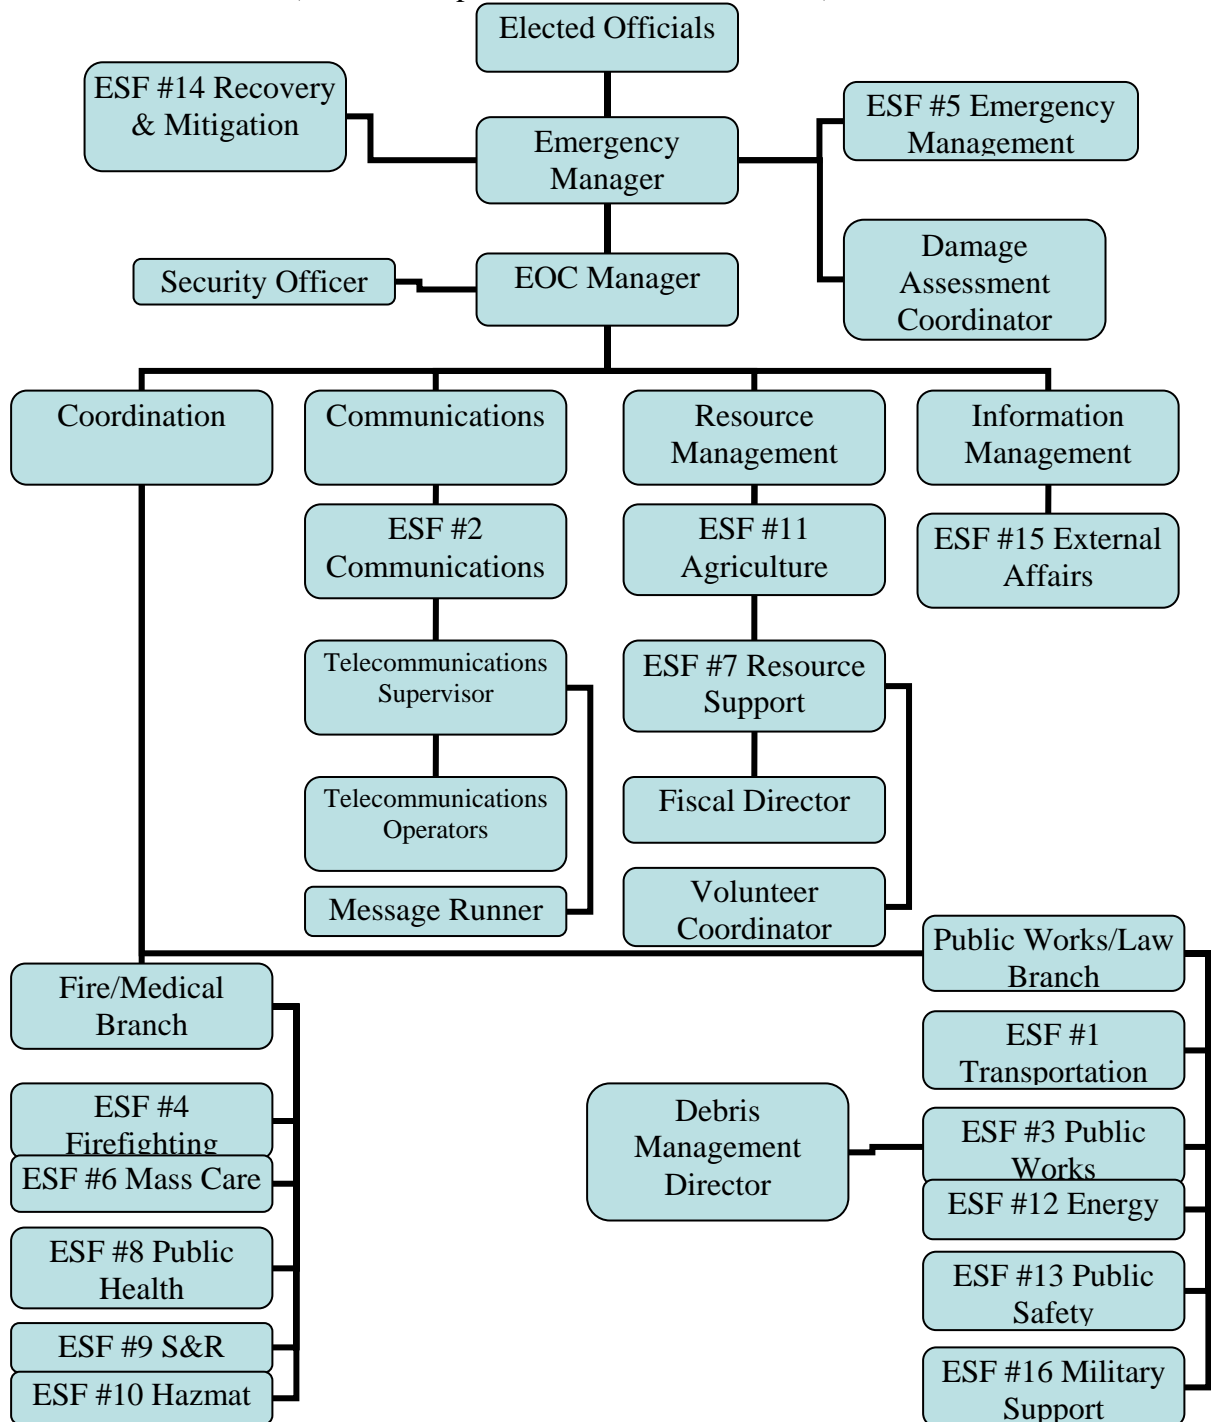 Elected Officials
ESF #14 Recovery
& Mitigation
ESF #5 Emergency
Management
Emergency
Manager
Damage
Assessment
Coordinator
Security Officer
EOC Manager
Coordination
Communications
Resource
Management
Information
Management
ESF #2
Communications
ESF #11
Agriculture
ESF #15 External
Affairs
Telecommunications
Supervisor
ESF #7 Resource
Support
Telecommunications
Operators
Fiscal Director
Message Runner
Volunteer
Coordinator
Public Works/Law
Branch
Fire/Medical
Branch
ESF #1
Transportation
ESF #4
Firefighting
Debris
Management
Director
ESF #3 Public
Works
ESF #6 Mass Care
ESF #12 Energy
ESF #8 Public
Health
ESF #13 Public
Safety
ESF #9 S&R
ESF #10 Hazmat
ESF #16 Military
Support